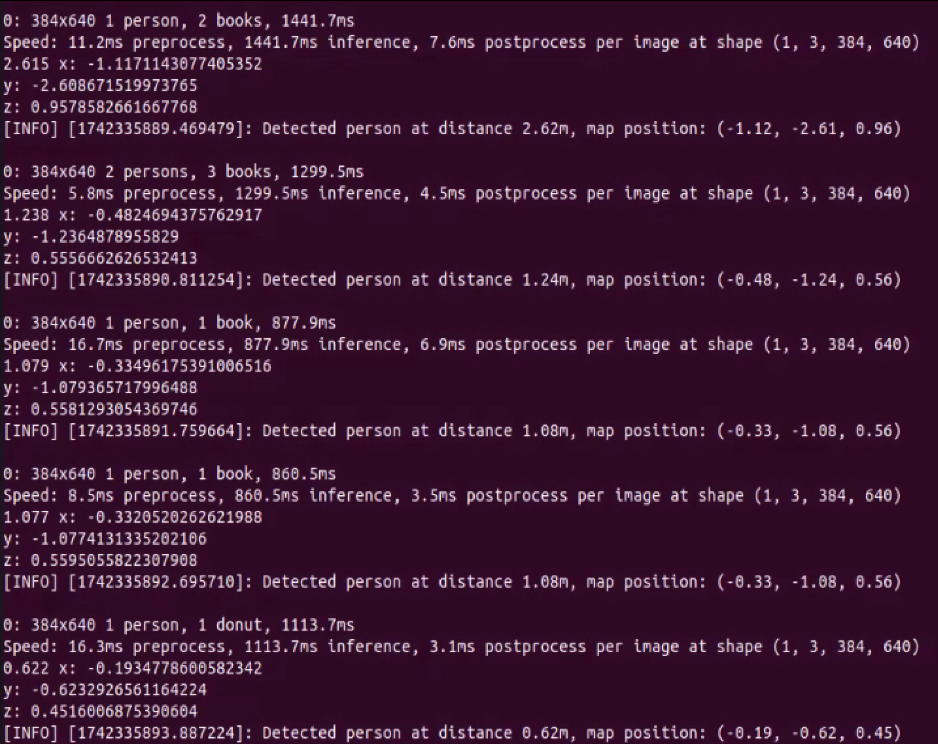 0: 384x640 1 person, 2 books, 1441.7ms
Speed: 11.2ms preprocess, 1441.7ms inference, 7.6ms postprocess per image at shape (1, 3, 384, 640)
2.615 x: -1.1171143077405352
y: -2.608671519973765
z: 0.9578582661667768
[INFO] [1742335889.469479]: Detected person at distance 2.62m, map position: (-1.12, -2.61, 0.96)
0: 384x640 2 persons, 3 books, 1299.5ms
Speed: 5.8ms preprocess, 1299.5ms inference, 4.5ms postprocess per image at shape (1, 3, 384, 640)
1.238 x: -0.4824694375762917
y: -1.2364878955829
z: 0.5556662626532413
[INFO] [1742335890.811254]: Detected person at distance 1.24m, map position: (-0.48, -1.24, 0.56)
0: 384x640 1 person, 1 book, 877.9ms
Speed: 16.7ms preprocess, 877.9ms inference, 6.9ms postprocess per image at shape (1, 3, 384, 640)
1.079 x: -0.33496175391006516
y: -1.079365717996488
z: 0.5581293054369746
[INFO] [1742335891.759664]: Detected person at distance 1.08m, map position: (-0.33, -1.08, 0.56)
0: 384x640 1 person, 1 book, 860.5ms
Speed: 8.5ms preprocess, 860.5ms inference, 3.5ms postprocess per image at shape (1, 3, 384, 640)
1.077 x: -0.3320520262621988
y: -1.0774131335202106
z: 0.5595055822307908
[INFO] [1742335892.695710]: Detected person at distance 1.08m, map position: (-0.33, -1.08, 0.56)
0: 384x640 1 person, 1 donut, 1113.7ms
Speed: 16.3ms preprocess, 1113.7ms inference, 3.1ms postprocess per image at shape (1, 3, 384, 640)
0.622 x: -0.1934778600582342
y: -0.6232926561164224
z: 0.4516006875390604
[INFO] [1742335893.887224]: Detected person at distance 0.62m, map position: (-0.19, -0.62, 0.45)